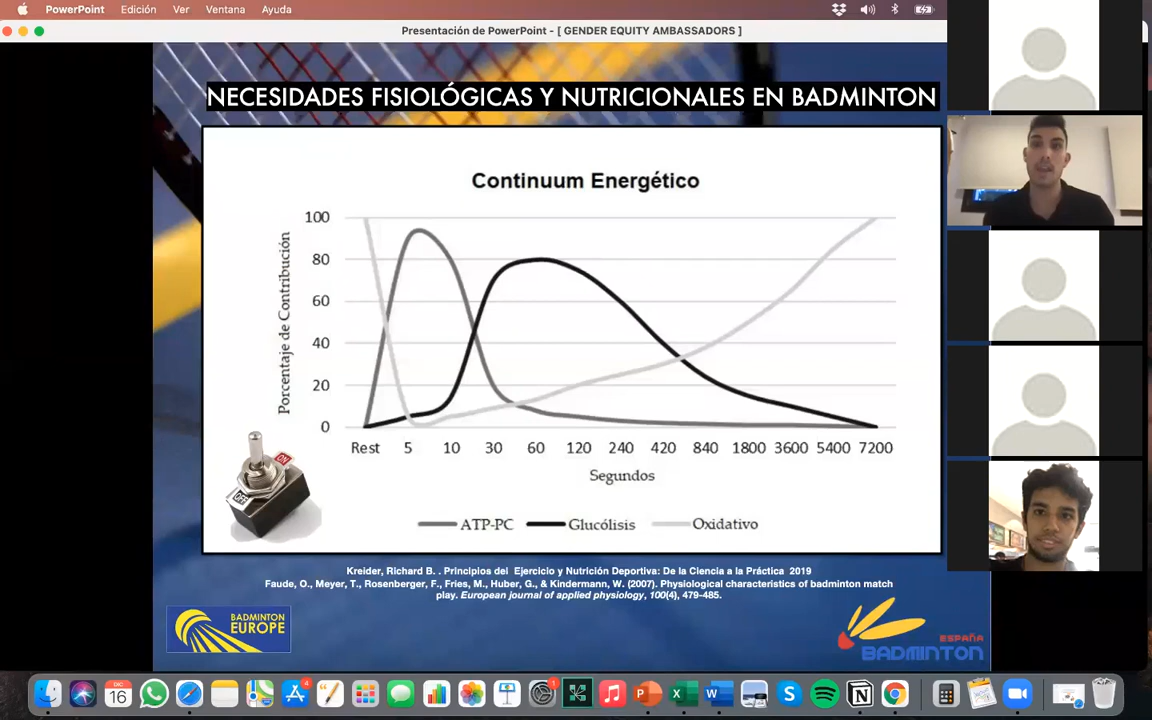 PowerPoint Edición Ver Ventana Ayuda
Presentación de PowerPoint - [ GENDER EQUITY AMBASSADORS ]
NECESIDADES FISIOLÓGICAS Y NUTRICIONALES EN BADMINTON
Continuum Energético
Porcentaje de Contribución
100
80
60
40
20
0
Rest 5 10 30 60 120 240 420 840 1800 3600 5400 7200
Segundos
ATP-PC Glucólisis Oxidativo
ON
OFF
Kreider, Richard B. . Principios del Ejercicio y Nutrición Deportiva: De la Ciencia a la Práctica 2019
Faude, O., Meyer, T., Rosenberger, F., Fries, M., Huber, G., & Kindermann, W. (2007). Physiological characteristics of badminton match
play. European journal of applied physiology, 100(4), 479-485.
BADMINTON
EUROPE
ESPAÑA
BADMINTON
DIC
16
4
1